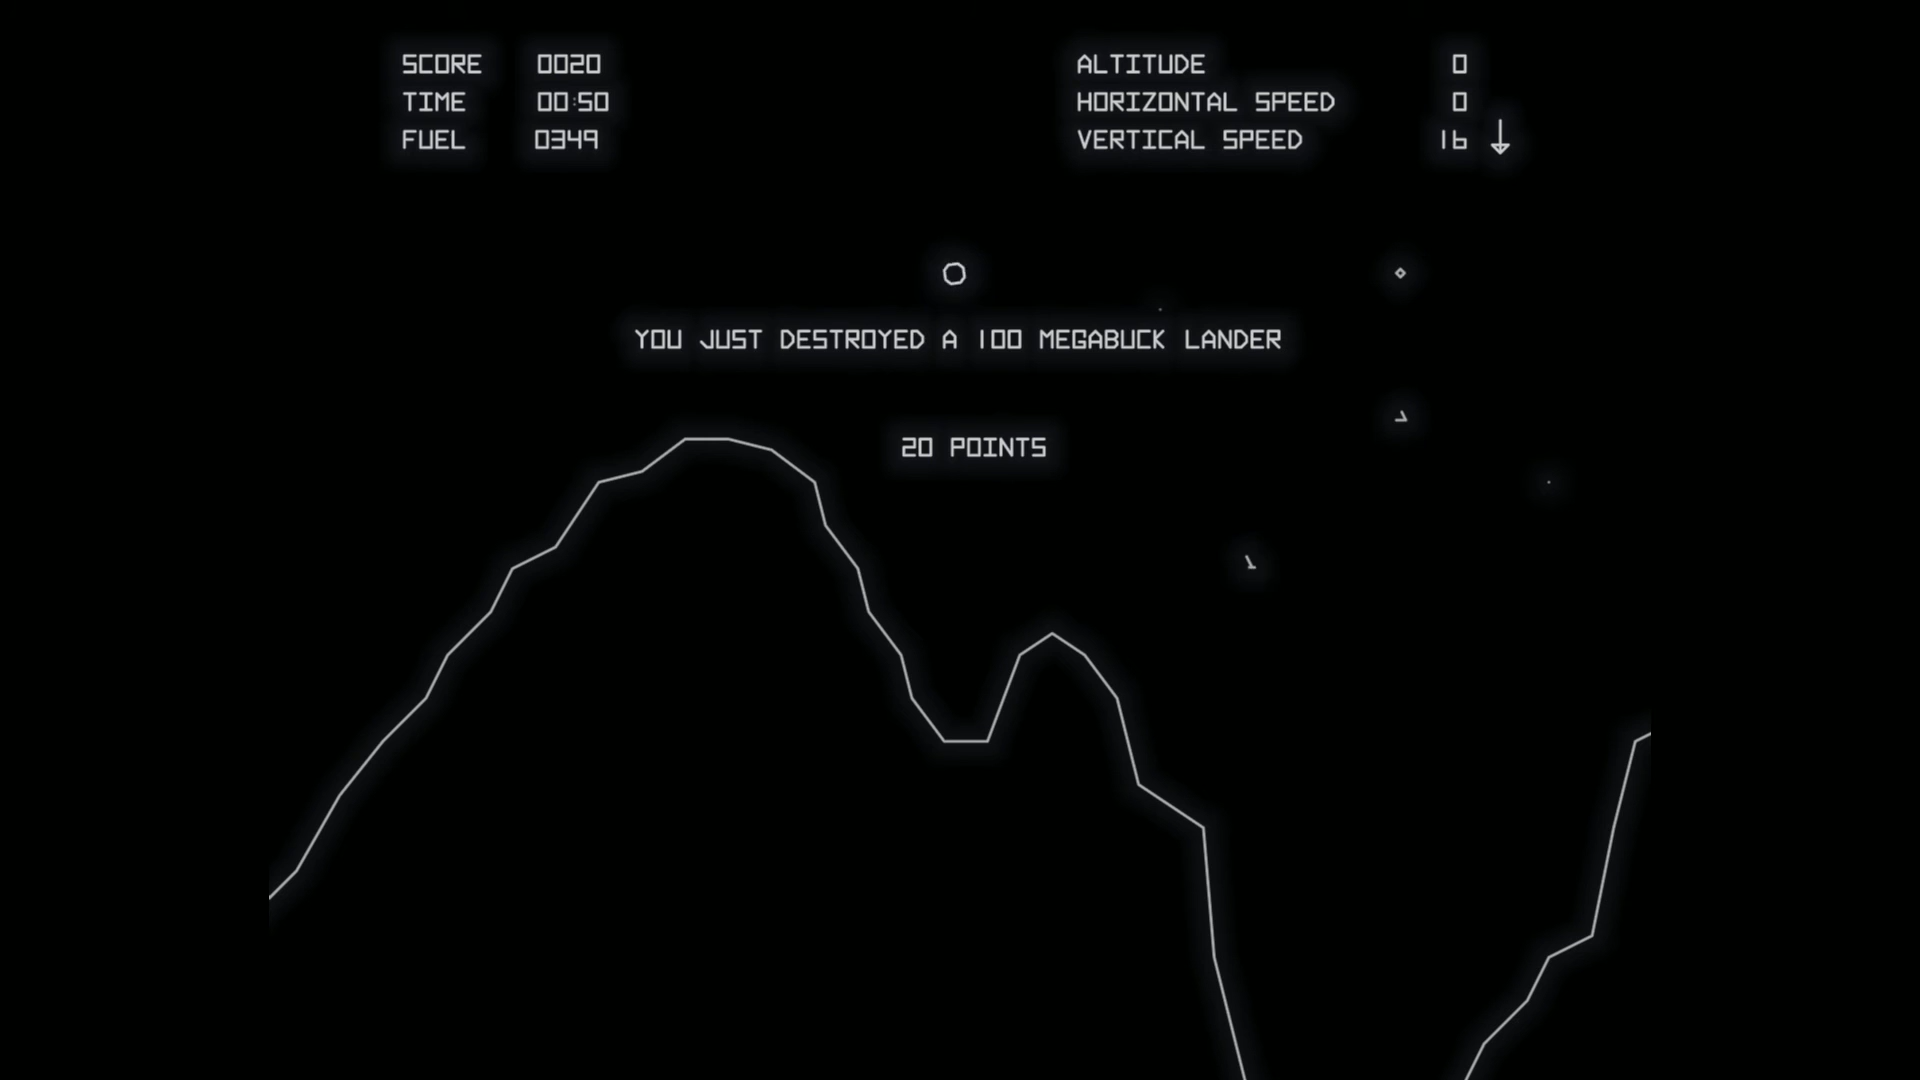 SCORE 0020
TIME 00:50
FUEL 0349
ALTITUDE 0
HORIZONTAL SPEED 0
VERTICAL SPEED 16 ↓
YOU JUST DESTROYED A 100 MEGABUCK LANDER
20 POINTS